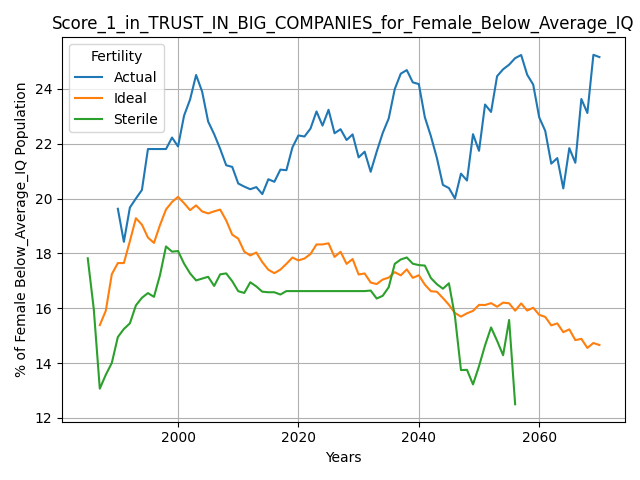 Score_1_in_TRUST_IN_BIG_COMPANIES_for_Female_Below_Average_IQ
Fertility
Actual
Ideal
Sterile
% of Female Below_Average_IQ Population
24
22
20
18
16
14
12
2000
2020
2040
2060
Years